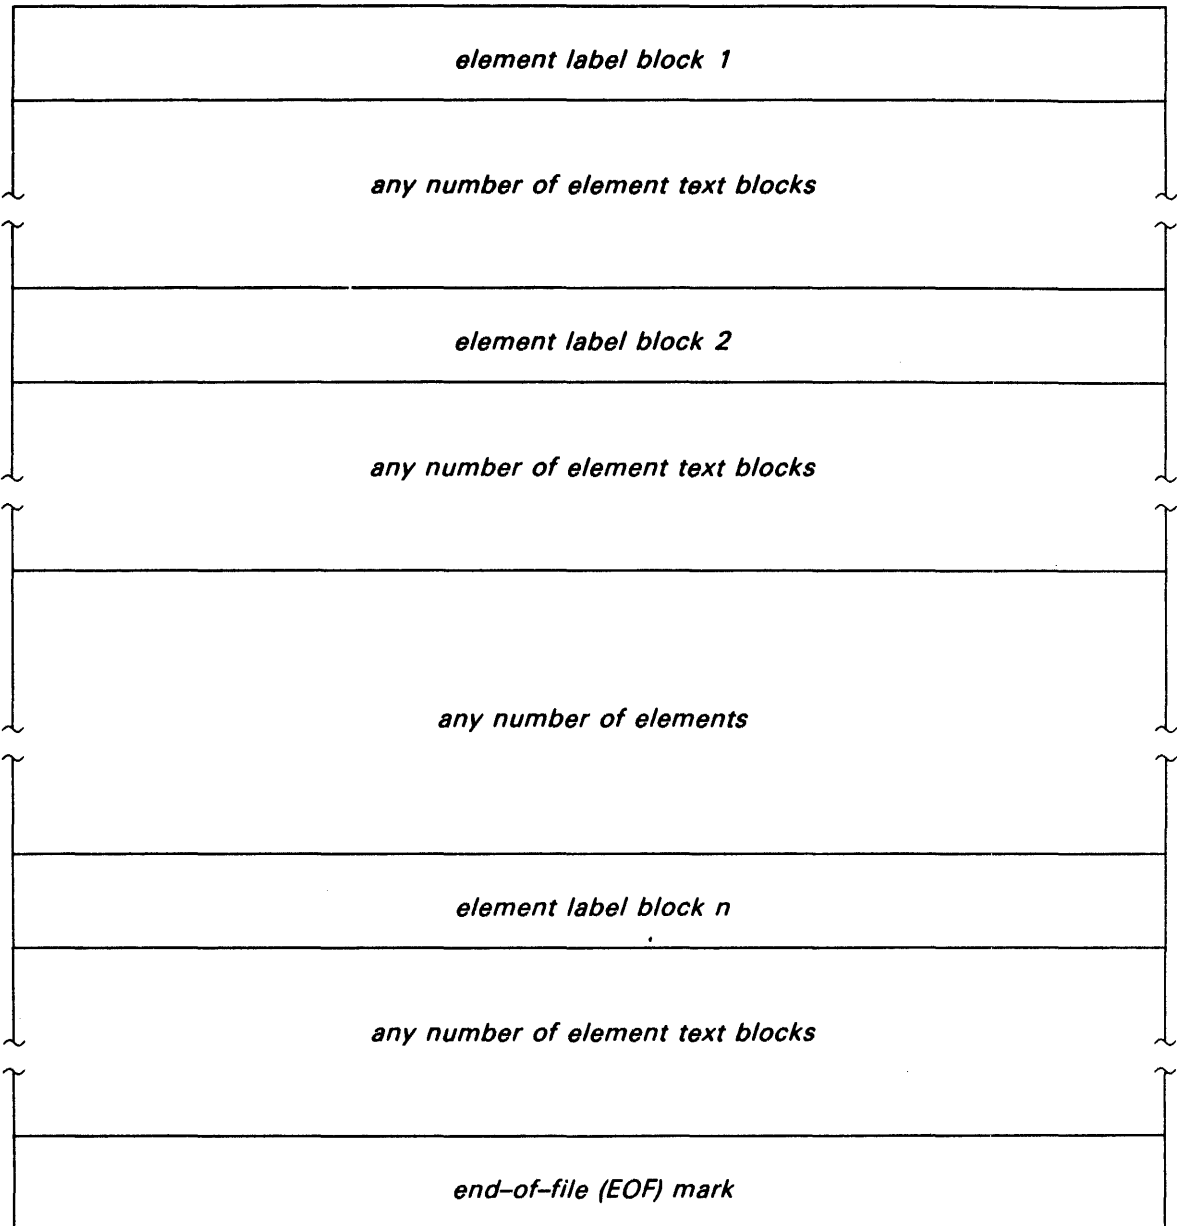 element label block 1
any number of element text blocks
element label block 2
any number of element text blocks
any number of elements
element label block n
any number of element text blocks
end-of-file (EOF) mark